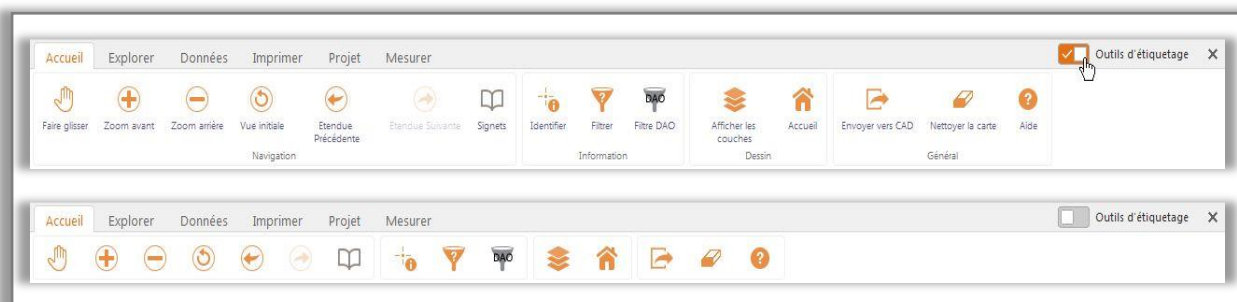 Accueil Explorer Données Imprimer Projet Mesurer Outils d'étiquetage
Faire glisser Zoom avant Zoom arrière Vue initiale Etendue Précédente Etendue Suivante Signets Identifier Filtrer DAO Filtre DAO Afficher les couches Accueil Envoyer vers CAD Nettoyer la carte Aide
Navigation Information Dessin Général
Accueil Explorer Données Imprimer Projet Mesurer Outils d'étiquetage
DAO